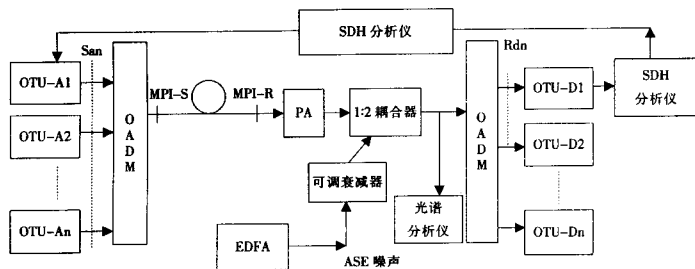 SDH 分析仪
San
Rdn
OTU-A1
OTU-A2
OTU-An
OADM
MPI-S
MPI-R
PA
1:2 耦合器
可调衰减器
EDFA
ASE 噪声
光谱
分析仪
OADM
OTU-D1
OTU-D2
OTU-Dn
SDH
分析仪